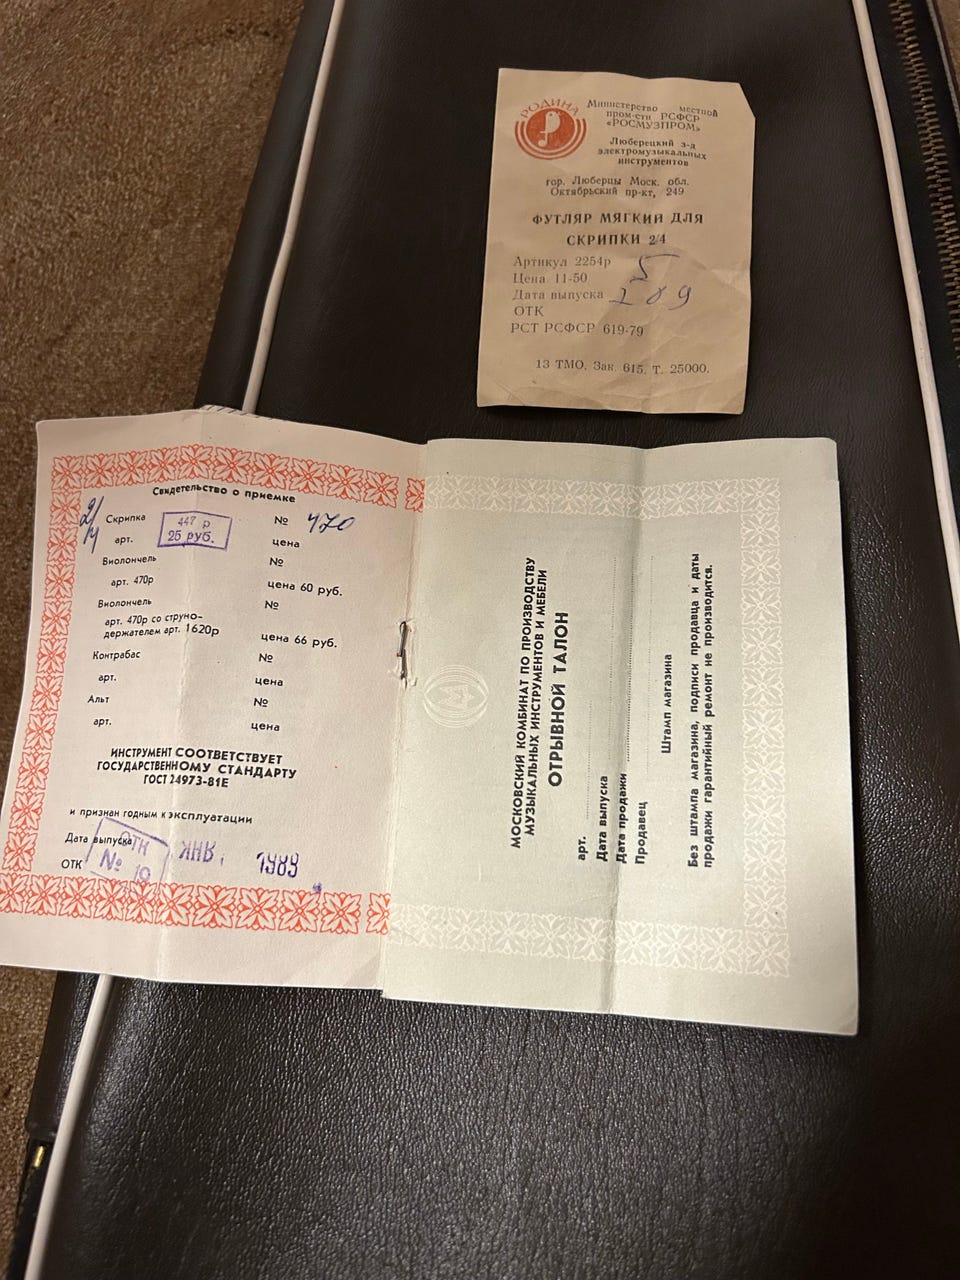 РОДИНА
Министерство местной
пром-сти РСФСР
«РОСМУЗПРОМ»
Люберецкий з-д
электромузыкальных
инструментов
гор. Люберцы Моск. обл.
Октябрьский пр-кт, 249
ФУТЛЯР МЯГКИЙ ДЛЯ
СКРИПКИ 2/4
Артикул 2254р
5
Цена 11-50
Дата выпуска 289
ОТК
РСТ РСФСР 619-79
13 ТМО. Зак. 615. Т. 25000.
Свидетельство о приемке
2/4 Скрипка № 470
арт. 447 р 25 руб. цена
Виолончель №
арт. 470р цена 60 руб.
Виолончель №
арт. 470р со струно-
держателем арт. 1620р цена 66 руб.
Контрабас №
арт. цена
Альт №
арт. цена
ИНСТРУМЕНТ СООТВЕТСТВУЕТ
ГОСУДАРСТВЕННОМУ СТАНДАРТУ
ГОСТ 24973-81Е
и признан годным к эксплуатации
Дата выпуска ЯНВ. 1989
ОТК
ОТК
№ 10
МОСКОВСКИЙ КОМБИНАТ ПО ПРОИЗВОДСТВУ
МУЗЫКАЛЬНЫХ ИНСТРУМЕНТОВ И МЕБЕЛИ
ОТРЫВНОЙ ТАЛОН
арт.
Дата выпуска
Дата продажи
Продавец
Штамп магазина
Без штампа магазина, подписи продавца и даты
продажи гарантийный ремонт не производится.